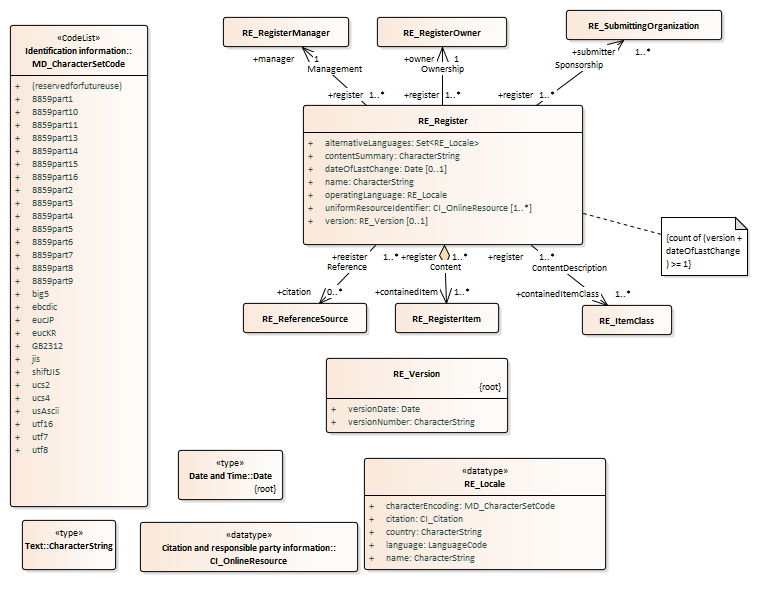 «CodeList»
Identification information::
MD_CharacterSetCode
+ (reservedforfutureuse)
+ 8859part1
+ 8859part10
+ 8859part11
+ 8859part13
+ 8859part14
+ 8859part15
+ 8859part16
+ 8859part2
+ 8859part3
+ 8859part4
+ 8859part5
+ 8859part6
+ 8859part7
+ 8859part8
+ 8859part9
+ big5
+ ebcdic
+ eucJP
+ eucKR
+ GB2312
+ jis
+ shiftJIS
+ ucs2
+ ucs4
+ usAscii
+ utf16
+ utf7
+ utf8
RE_RegisterManager
RE_RegisterOwner
RE_SubmittingOrganization
+manager 1
Management
+register 1..*
+owner 1
Ownership
+register 1..*
+submitter 1..*
Sponsorship
+register 1..*
RE_Register
+ alternativeLanguages: Set<RE_Locale>
+ contentSummary: CharacterString
+ dateOfLastChange: Date [0..1]
+ name: CharacterString
+ operatingLanguage: RE_Locale
+ uniformResourceIdentifier: CI_OnlineResource [1..*]
+ version: RE_Version [0..1]
{count of (version +
dateOfLastChange
) >= 1}
+register 1..*
Reference
+citation 0..*
+register 1..*
Content
+containedItem 1..*
+register 1..*
ContentDescription
+containedItemClass 1..*
RE_ReferenceSource
RE_RegisterItem
RE_ItemClass
RE_Version
{root}
+ versionDate: Date
+ versionNumber: CharacterString
«type»
Date and Time::Date
{root}
«datatype»
RE_Locale
+ characterEncoding: MD_CharacterSetCode
+ citation: CI_Citation
+ country: CharacterString
+ language: LanguageCode
+ name: CharacterString
«type»
Text::CharacterString
«datatype»
Citation and responsible party information::
CI_OnlineResource